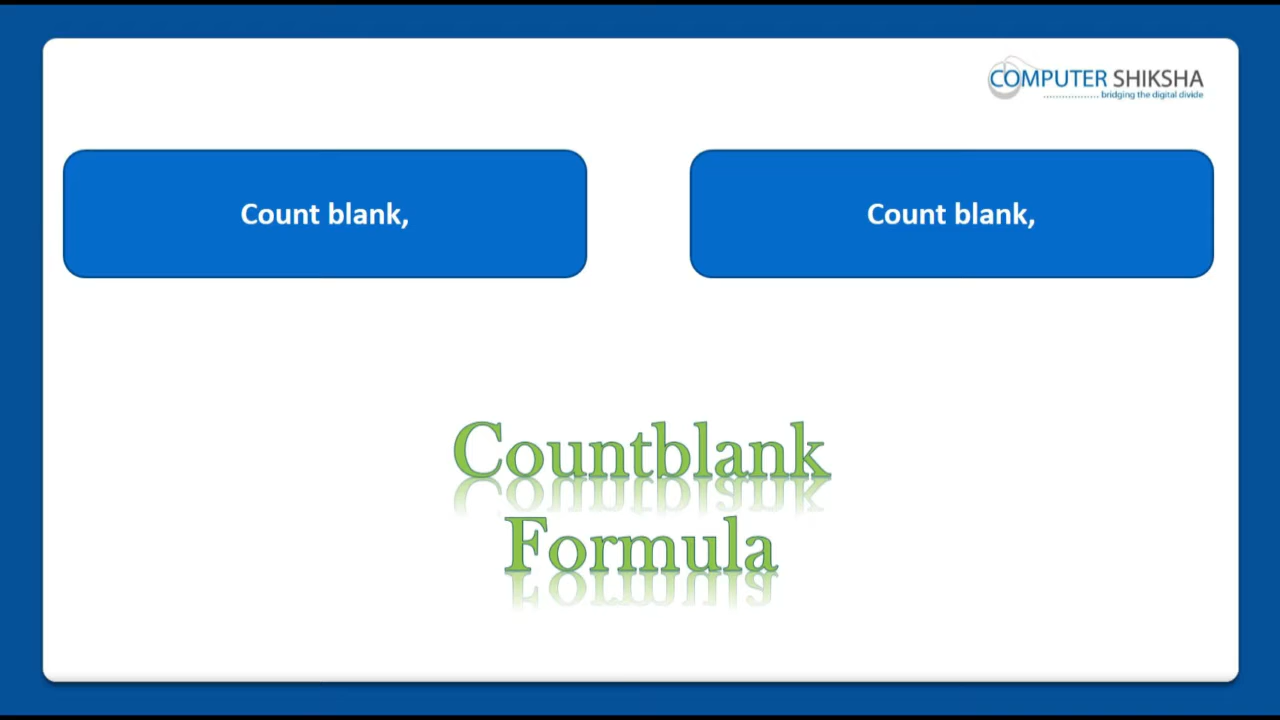 COMPUTER SHIKSHA
bridging the digital divide
Count blank,
Count blank,
Countblank
Formula